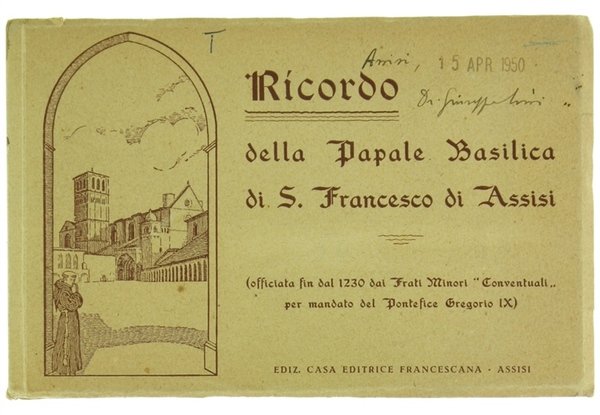 I
Assisi, 15 APR 1950
Ricordo
della Papale Basilica
di S. Francesco di Assisi
(officiata fin dal 1230 dai Frati Minori "Conventuali„
per mandato del Pontefice Gregorio IX)
EDIZ. CASA EDITRICE FRANCESCANA - ASSISI